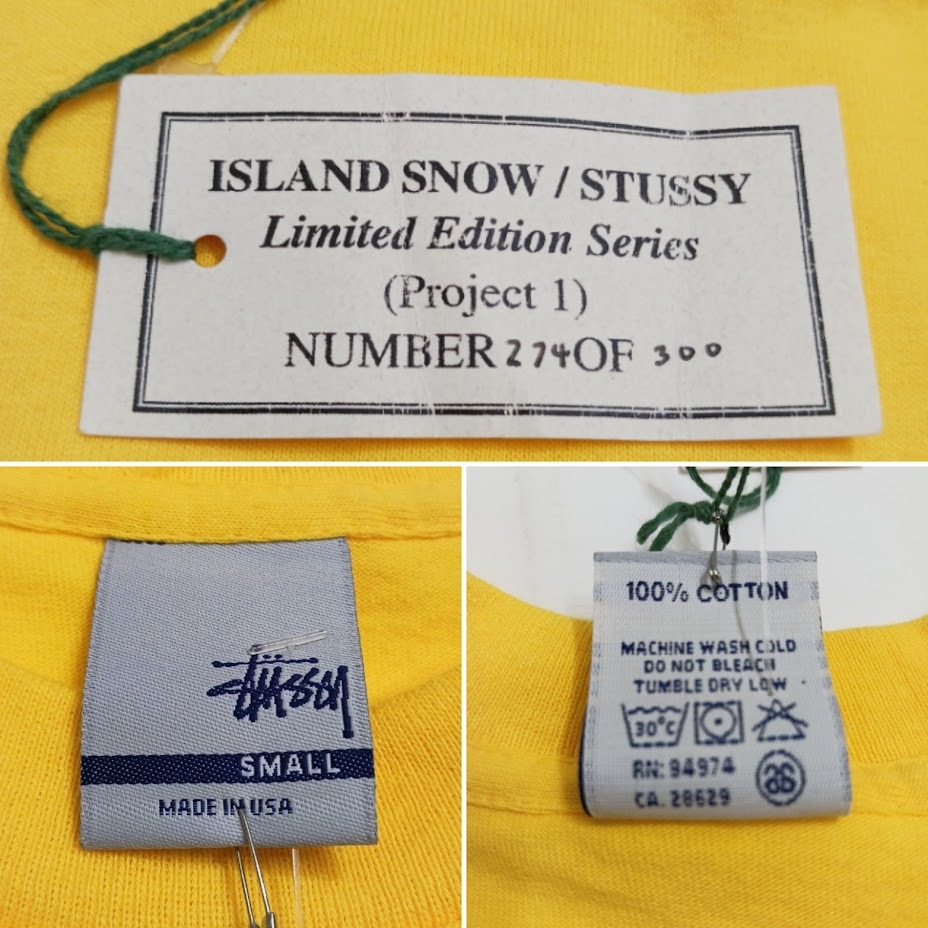 ISLAND SNOW / STUSSY
Limited Edition Series
(Project 1)
NUMBER 274 OF 300
Stüssy
SMALL
MADE IN USA
100% COTTON
MACHINE WASH COLD
DO NOT BLEACH
TUMBLE DRY LOW
30°C
RN: 94974
CA. 28629